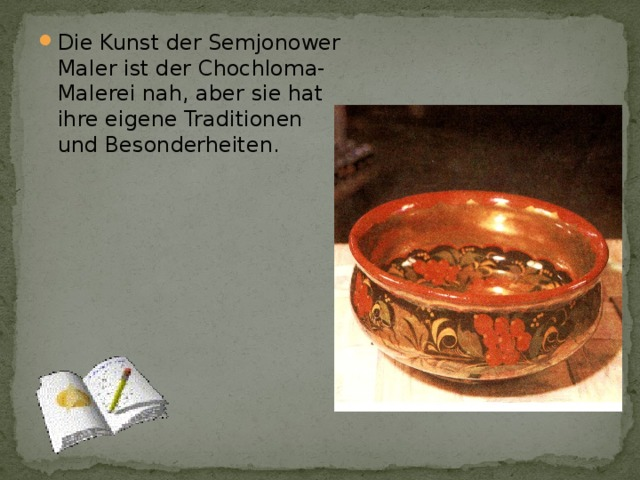 Die Kunst der Semjonower
Maler ist der Chochloma-
Malerei nah, aber sie hat
ihre eigene Traditionen
und Besonderheiten.